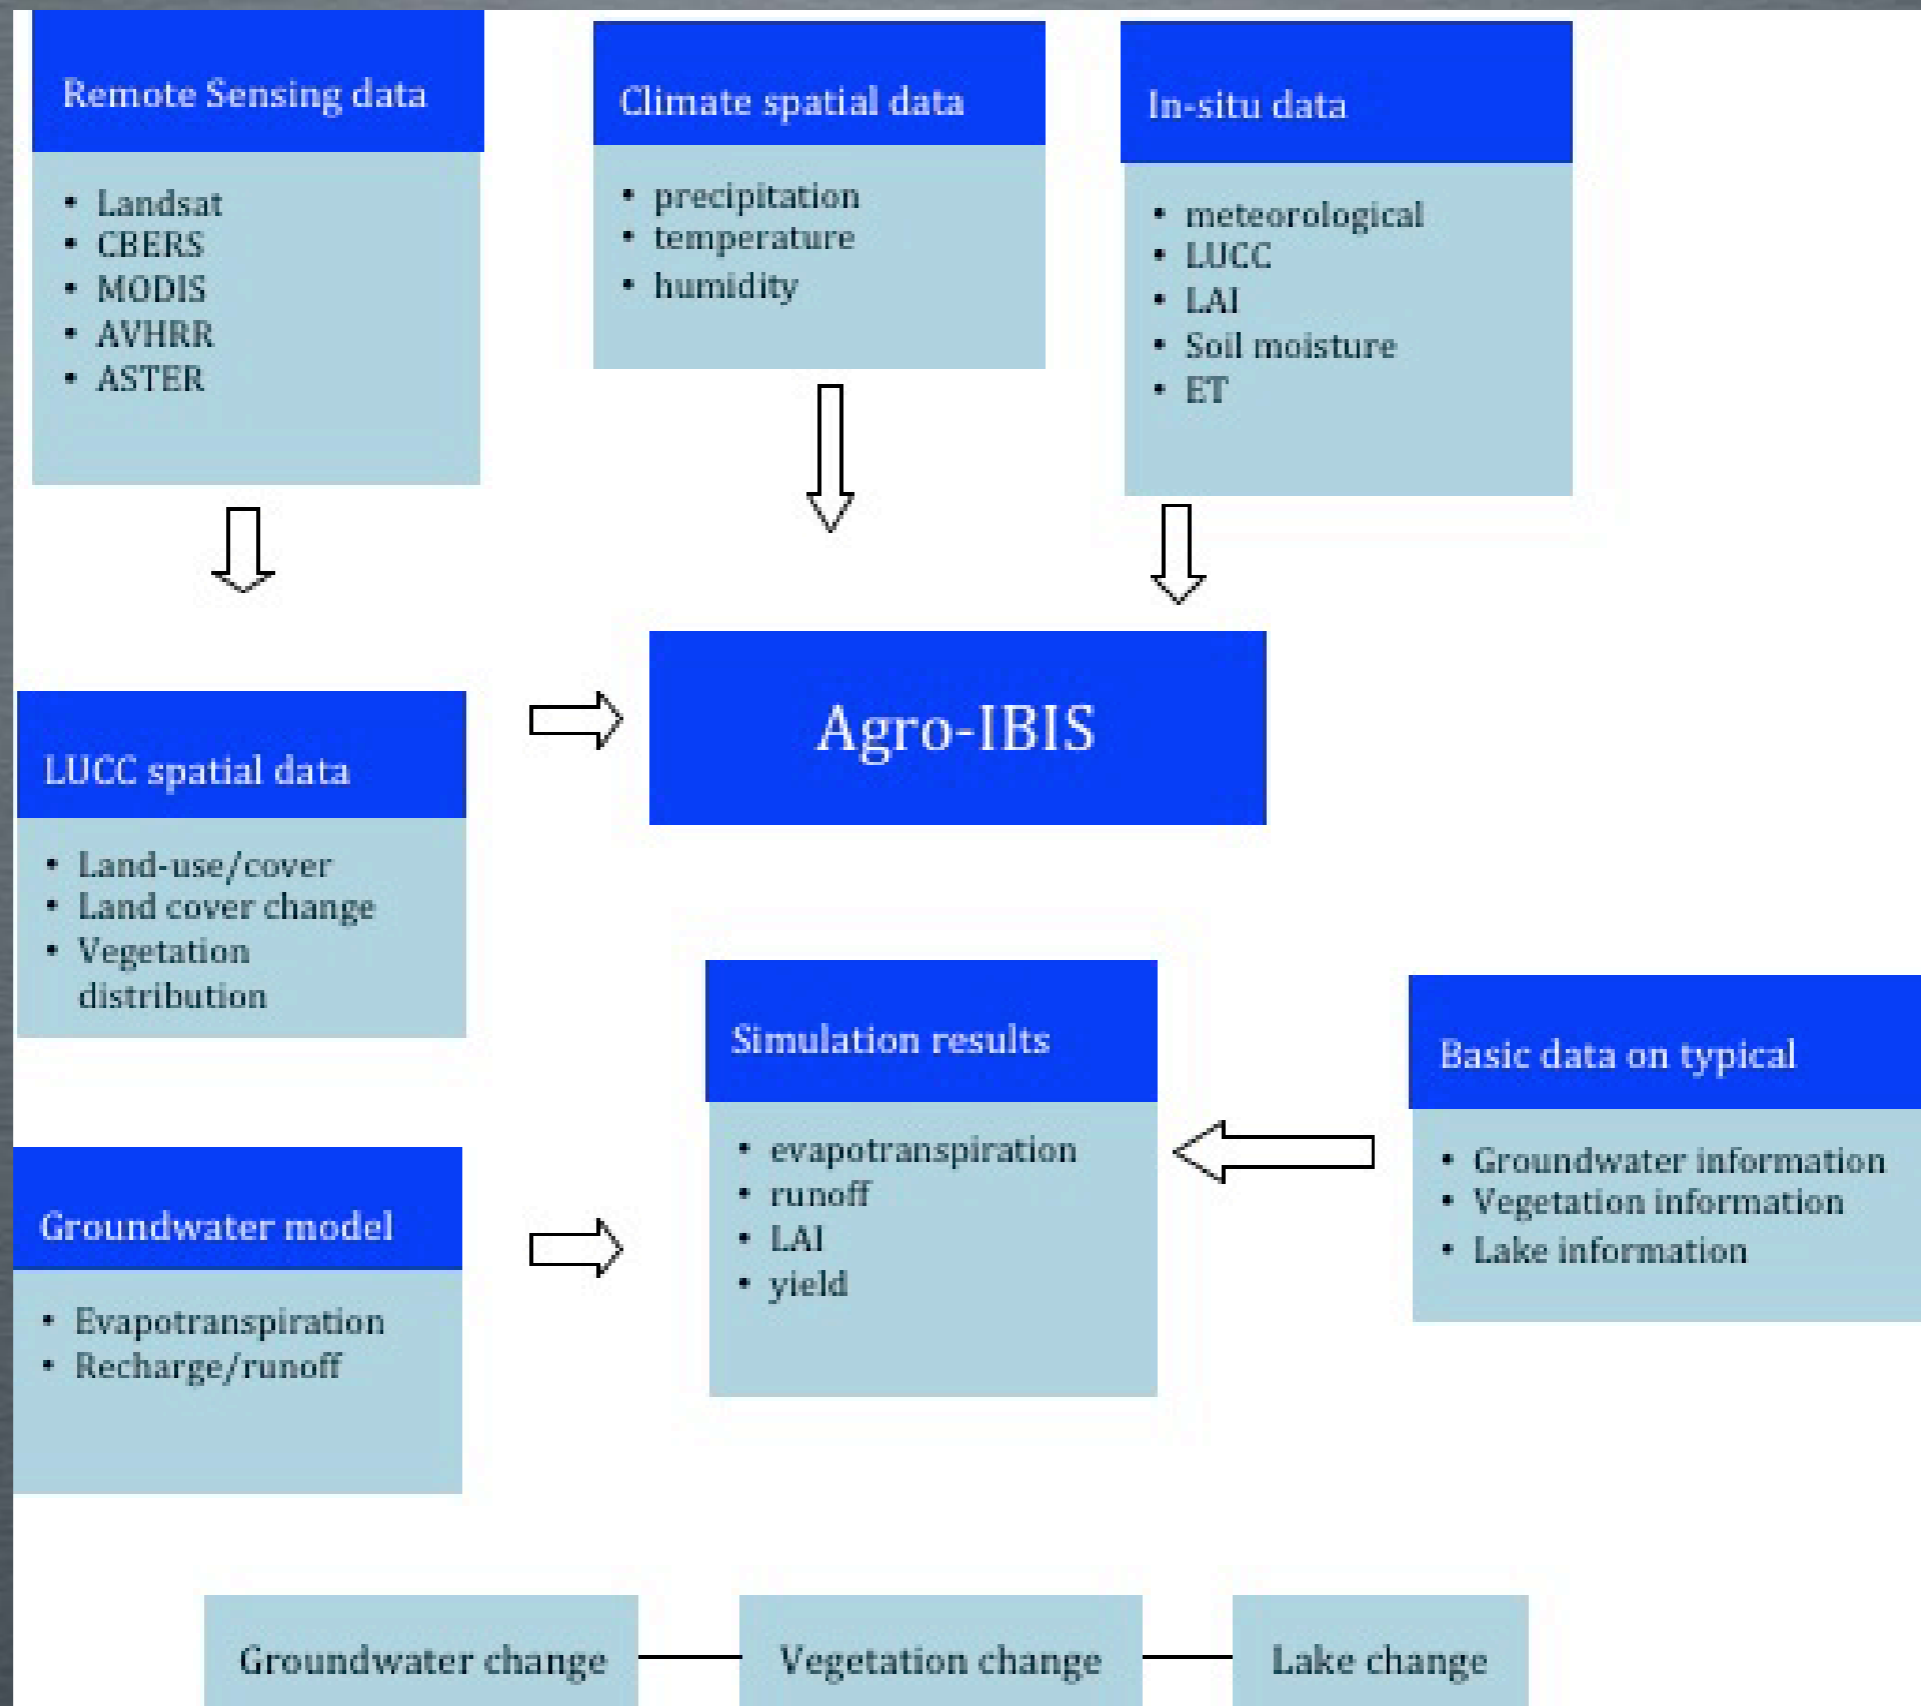 Remote Sensing data
• Landsat
• CBERS
• MODIS
• AVHRR
• ASTER
Climate spatial data
• precipitation
• temperature
• humidity
In-situ data
• meteorological
• LUCC
• LAI
• Soil moisture
• ET
Agro-IBIS
LUCC spatial data
• Land-use/cover
• Land cover change
• Vegetation
distribution
Simulation results
• evapotranspiration
• runoff
• LAI
• yield
Basic data on typical
• Groundwater information
• Vegetation information
• Lake information
Groundwater model
• Evapotranspiration
• Recharge/runoff
Groundwater change
Vegetation change
Lake change